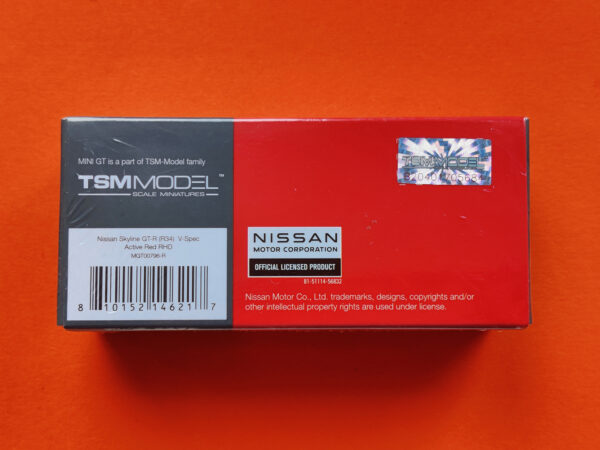 MINI GT is a part of TSM-Model family
TSMMODEL™
SCALE MINIATURES
Nissan Skyline GT-R (R34) V-Spec
Active Red RHD
MGT00796-R
8 10152 14621 7
TSMMODEL
NISSAN
MOTOR CORPORATION
OFFICIAL LICENSED PRODUCT
81-51114-56832
Nissan Motor Co., Ltd. trademarks, designs, copyrights and/or
other intellectual property rights are used under license.